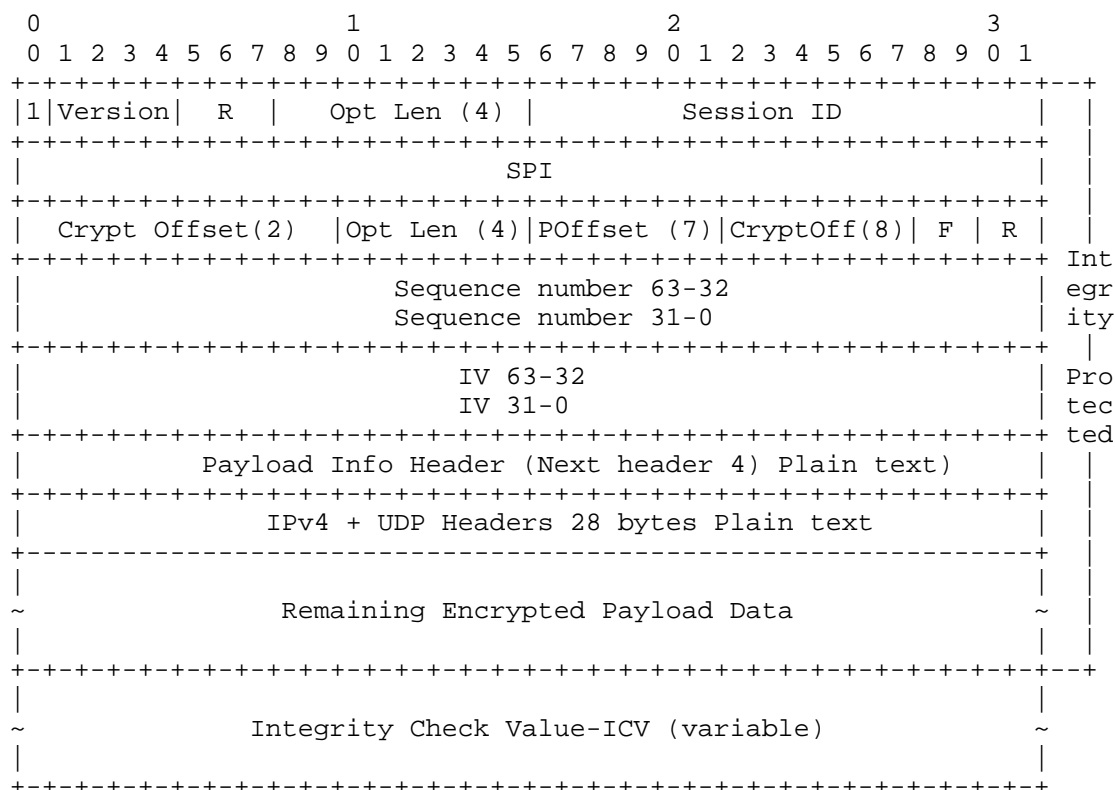 0                   1                   2                   3
 0 1 2 3 4 5 6 7 8 9 0 1 2 3 4 5 6 7 8 9 0 1 2 3 4 5 6 7 8 9 0 1
+-+-+-+-+-+-+-+-+-+-+-+-+-+-+-+-+-+-+-+-+-+-+-+-+-+-+-+-+-+-+-+-+--+
|1|Version|  R  |   Opt Len (4) |         Session ID            |  |
+-+-+-+-+-+-+-+-+-+-+-+-+-+-+-+-+-+-+-+-+-+-+-+-+-+-+-+-+-+-+-+-+  |
|                              SPI                              |  |
+-+-+-+-+-+-+-+-+-+-+-+-+-+-+-+-+-+-+-+-+-+-+-+-+-+-+-+-+-+-+-+-+  |
|  Crypt Offset(2)  |Opt Len (4)|POffset (7)|CryptOff(8)| F | R |  |
+-+-+-+-+-+-+-+-+-+-+-+-+-+-+-+-+-+-+-+-+-+-+-+-+-+-+-+-+-+-+-+-+ Int
|                       Sequence number 63-32                   | egr
|                       Sequence number 31-0                    | ity
+-+-+-+-+-+-+-+-+-+-+-+-+-+-+-+-+-+-+-+-+-+-+-+-+-+-+-+-+-+-+-+-+  |
|                           IV 63-32                            | Pro
|                           IV 31-0                             | tec
+-+-+-+-+-+-+-+-+-+-+-+-+-+-+-+-+-+-+-+-+-+-+-+-+-+-+-+-+-+-+-+-+ ted
|           Payload Info Header (Next header 4) Plain text)     |  |
+-+-+-+-+-+-+-+-+-+-+-+-+-+-+-+-+-+-+-+-+-+-+-+-+-+-+-+-+-+-+-+-+  |
|               IPv4 + UDP Headers 28 bytes Plain text          |  |
+---------------------------------------------------------------+  |
|                                                               |  |
~                Remaining Encrypted Payload Data               ~  |
|                                                               |  |
+-+-+-+-+-+-+-+-+-+-+-+-+-+-+-+-+-+-+-+-+-+-+-+-+-+-+-+-+-+-+-+-+--+
|                                                               |
~              Integrity Check Value-ICV (variable)             ~
|                                                               |
+-+-+-+-+-+-+-+-+-+-+-+-+-+-+-+-+-+-+-+-+-+-+-+-+-+-+-+-+-+-+-+-+